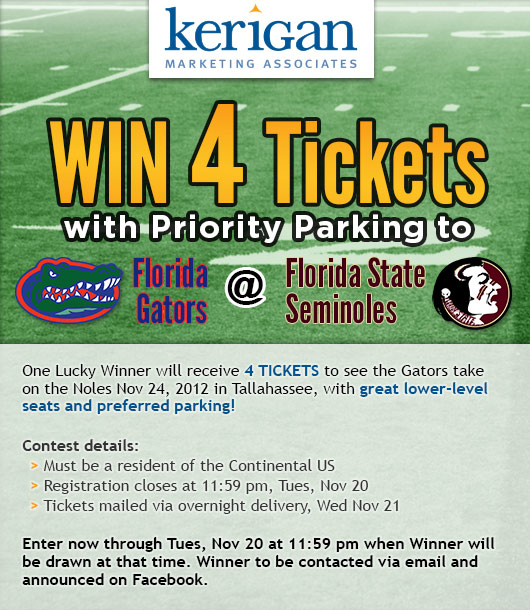 kerigan
MARKETING ASSOCIATES
WIN 4 Tickets
with Priority Parking to
Florida
Gators
@
Florida State
Seminoles
One Lucky Winner will receive 4 TICKETS to see the Gators take
on the Noles Nov 24, 2012 in Tallahassee, with great lower-level
seats and preferred parking!
Contest details:
> Must be a resident of the Continental US
> Registration closes at 11:59 pm, Tues, Nov 20
> Tickets mailed via overnight delivery, Wed Nov 21
Enter now through Tues, Nov 20 at 11:59 pm when Winner will
be drawn at that time. Winner to be contacted via email and
announced on Facebook.